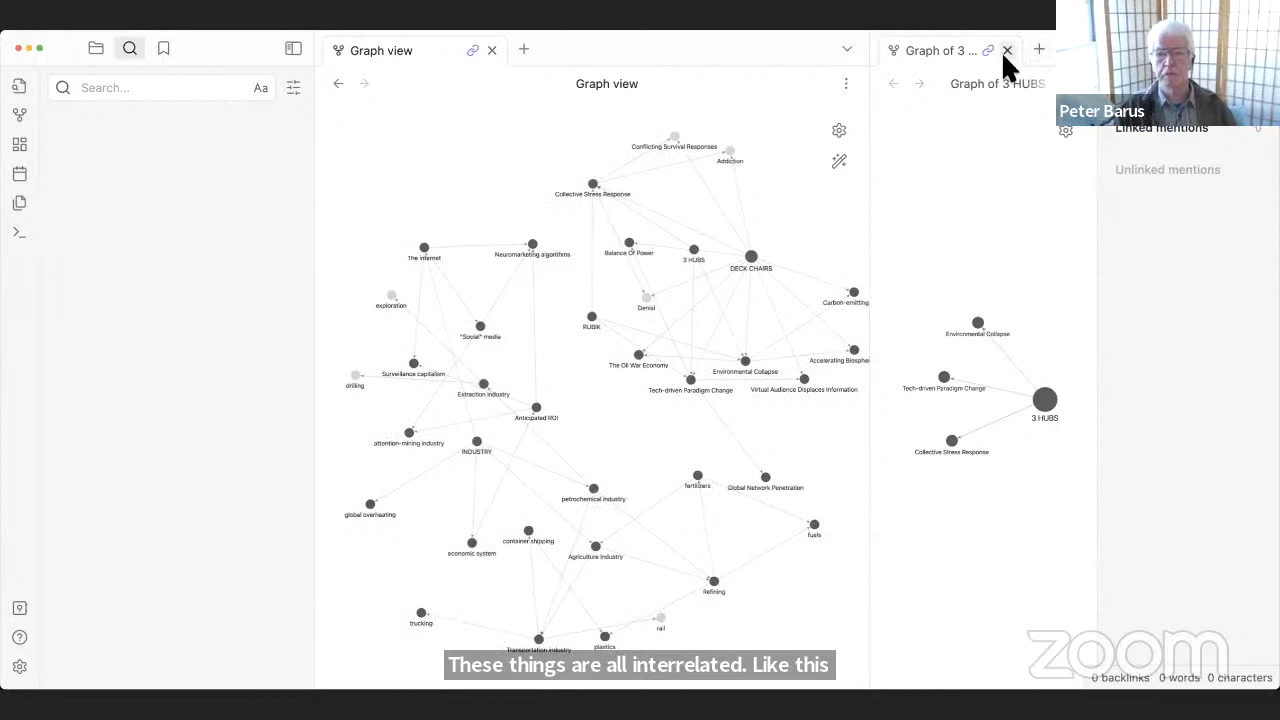 Graph view
Graph of 3 ...
Search...
Aa
Graph view
Graph of 3 HUBS
Peter Barus
Linked mentions
0
Unlinked mentions
Conflicting Survival Responses
Addiction
Collective Stress Response
The internet
Neuromarketing algorithms
Balance Of Power
3 HUBS
DECK CHAIRS
exploration
Denial
Carbon-emitting
"Social" media
RUBIK
Surveillance capitalism
The Oil War Economy
Environmental Collapse
Accelerating Biospher
drilling
Extraction industry
Tech-driven Paradigm Change
Virtual Audience Displaces Information
Anticipated ROI
attention-mining industry
INDUSTRY
petrochemical industry
fertilizers
Global Network Penetration
global overheating
fuels
container shipping
economic system
Agriculture Industry
Refining
trucking
rail
Transportation industry
plastics
Environmental Collapse
Tech-driven Paradigm Change
3 HUBS
Collective Stress Response
These things are all interrelated. Like this
zoom
0 backlinks 0 words 0 characters